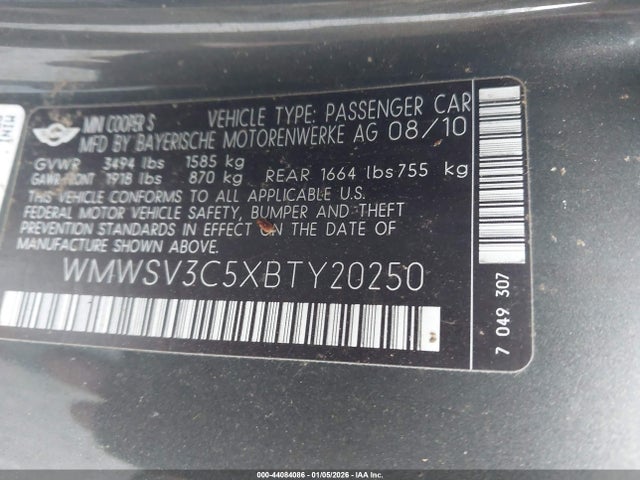 MINI COOPER S VEHICLE TYPE: PASSENGER CAR
MFD BY BAYERISCHE MOTORENWERKE AG 08/10
GVWR 3494 lbs 1585 kg
GAWR FRONT 1918 lbs 870 kg REAR 1664 lbs 755 kg
THIS VEHICLE CONFORMS TO ALL APPLICABLE U.S.
FEDERAL MOTOR VEHICLE SAFETY, BUMPER AND THEFT
PREVENTION STANDARDS IN EFFECT ON THE DATE OF
MANUFACTURE SHOWN ABOVE.
WMWSV3C5XBTY20250
7 049 307
MINI
000-44084086 - 01/05/2026 - IAA Inc.